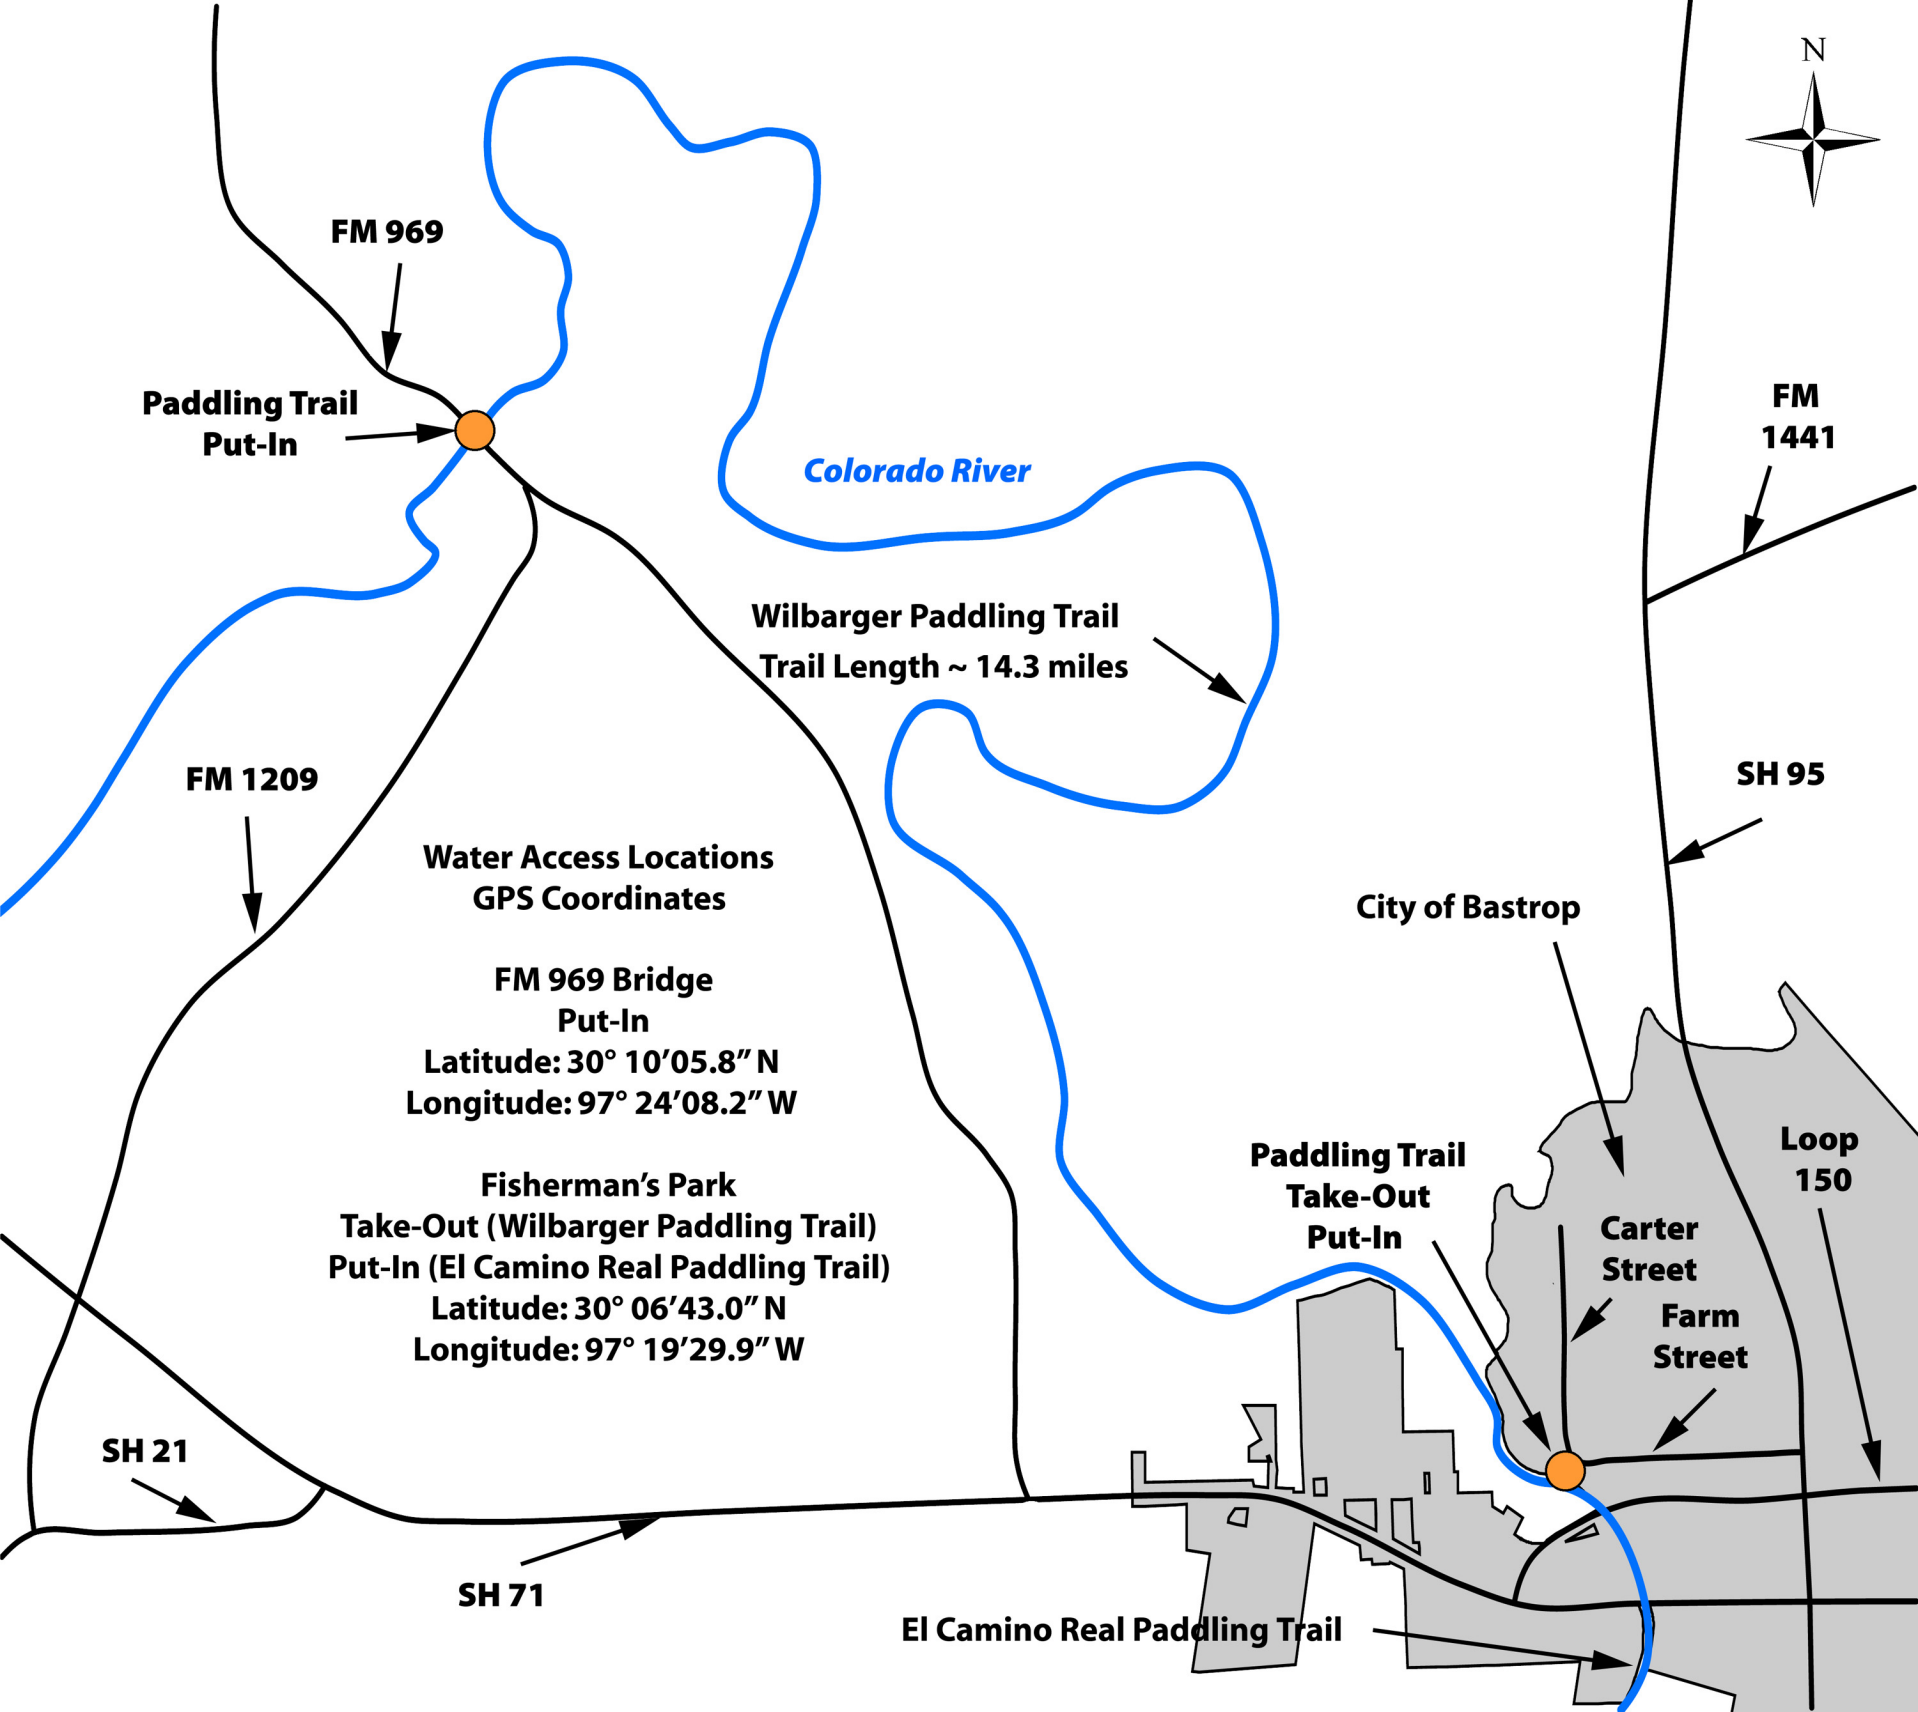 N
FM 969
Paddling Trail
Put-In
Colorado River
FM
1441
Wilbarger Paddling Trail
Trail Length ~ 14.3 miles
SH 95
FM 1209
Water Access Locations
GPS Coordinates
FM 969 Bridge
Put-In
Latitude: 30° 10’05.8” N
Longitude: 97° 24’08.2” W
Fisherman’s Park
Take-Out (Wilbarger Paddling Trail)
Put-In (El Camino Real Paddling Trail)
Latitude: 30° 06’43.0” N
Longitude: 97° 19’29.9” W
City of Bastrop
Paddling Trail
Take-Out
Put-In
Loop
150
Carter
Street
Farm
Street
SH 21
SH 71
El Camino Real Paddling Trail